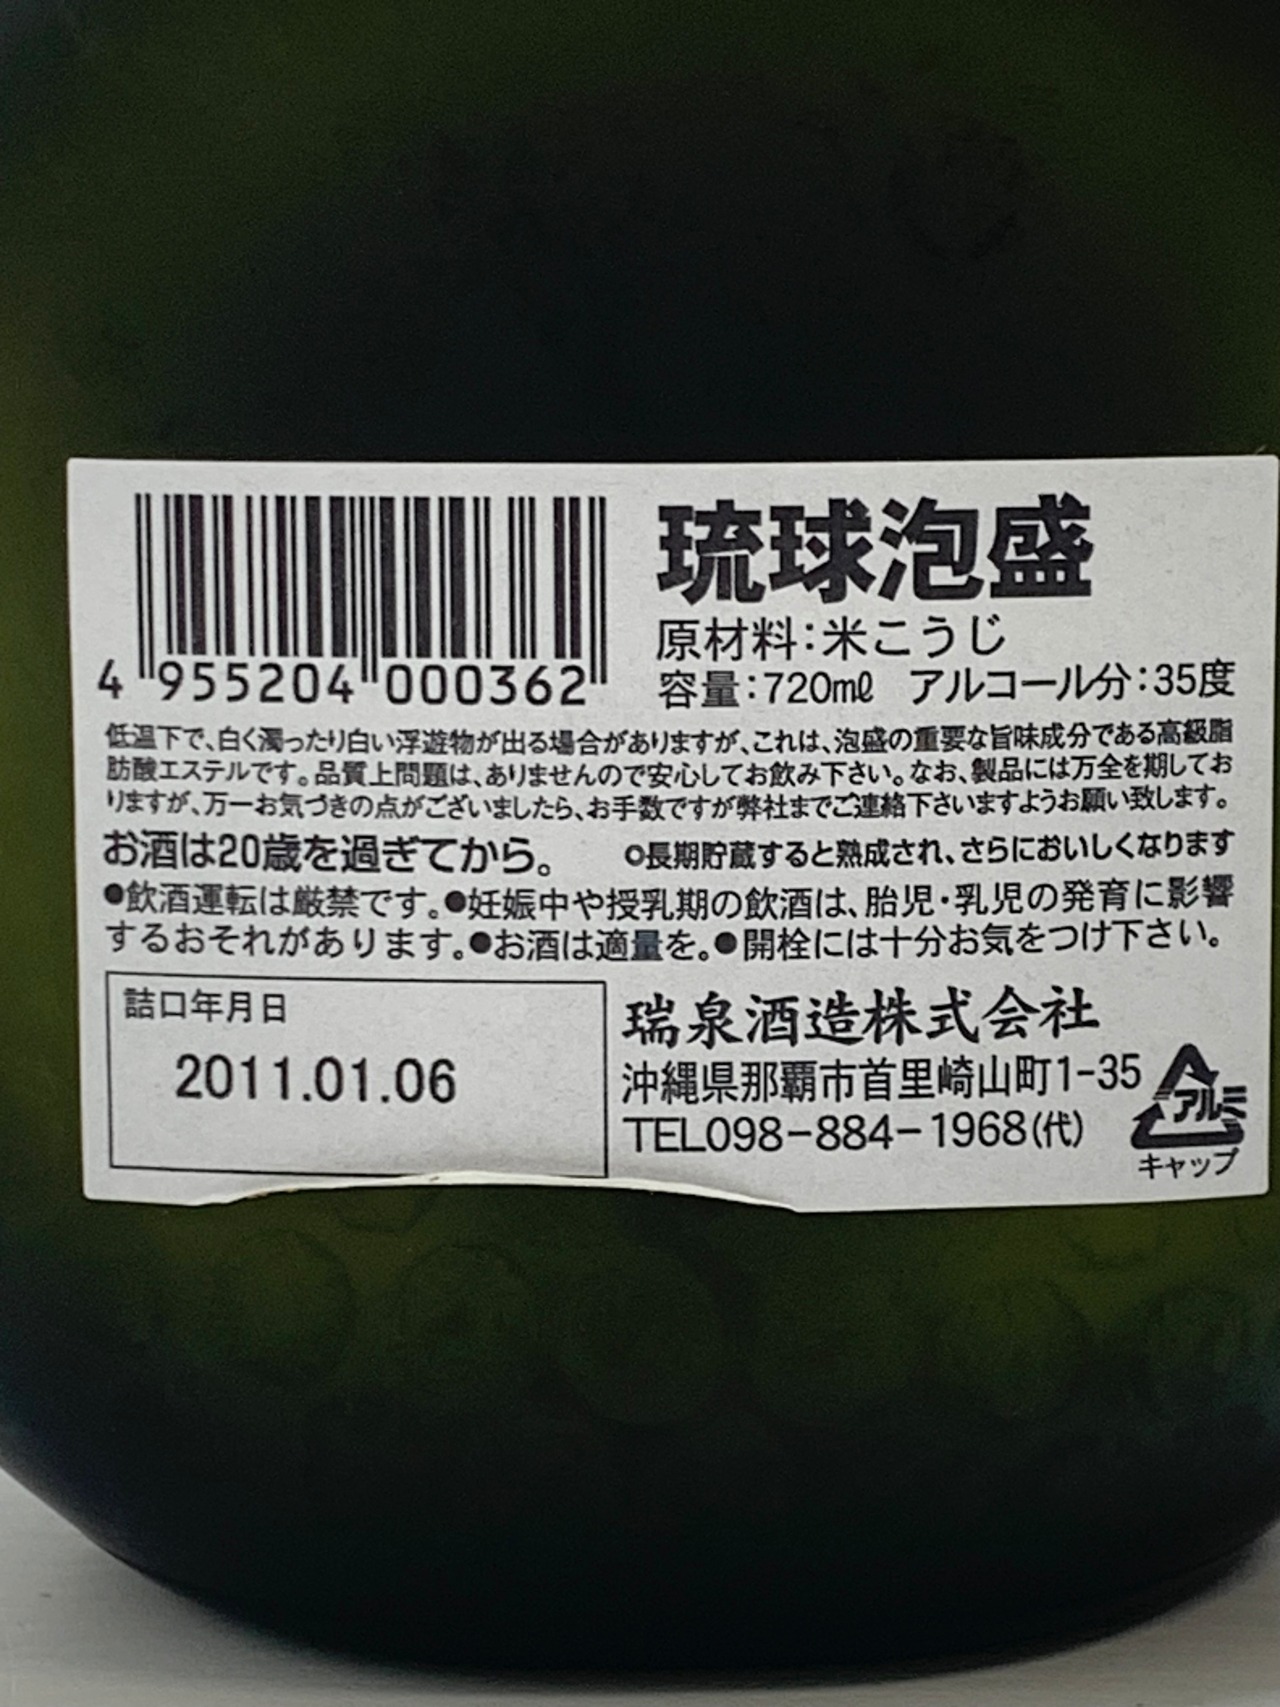 4 955204 000362
琉球泡盛
原材料:米こうじ
容量:720mℓ アルコール分:35度
低温下で、白く濁ったり白い浮遊物が出る場合がありますが、これは、泡盛の重要な旨味成分である高級脂
肪酸エステルです。品質上問題は、ありませんので安心してお飲み下さい。なお、製品には万全を期してお
りますが、万一お気づきの点がございましたら、お手数ですが弊社までご連絡下さいますようお願い致します。
お酒は20歳を過ぎてから。 ○長期貯蔵すると熟成され、さらにおいしくなります
●飲酒運転は厳禁です。●妊娠中や授乳期の飲酒は、胎児・乳児の発育に影響
するおそれがあります。●お酒は適量を。●開栓には十分お気をつけ下さい。
詰口年月日
2011.01.06
瑞泉酒造株式会社
沖縄県那覇市首里崎山町1-35
TEL098-884-1968(代)
アルミ
キャップ